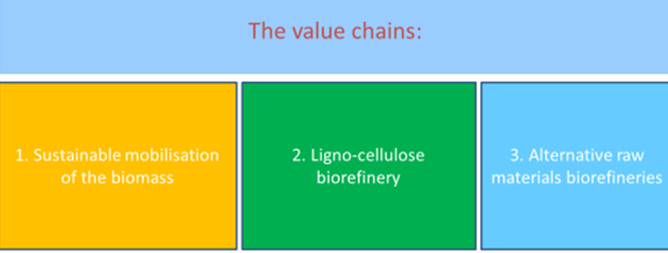 The value chains:
1. Sustainable mobilisation
of the biomass
2. Ligno-cellulose
biorefinery
3. Alternative raw
materials biorefineries